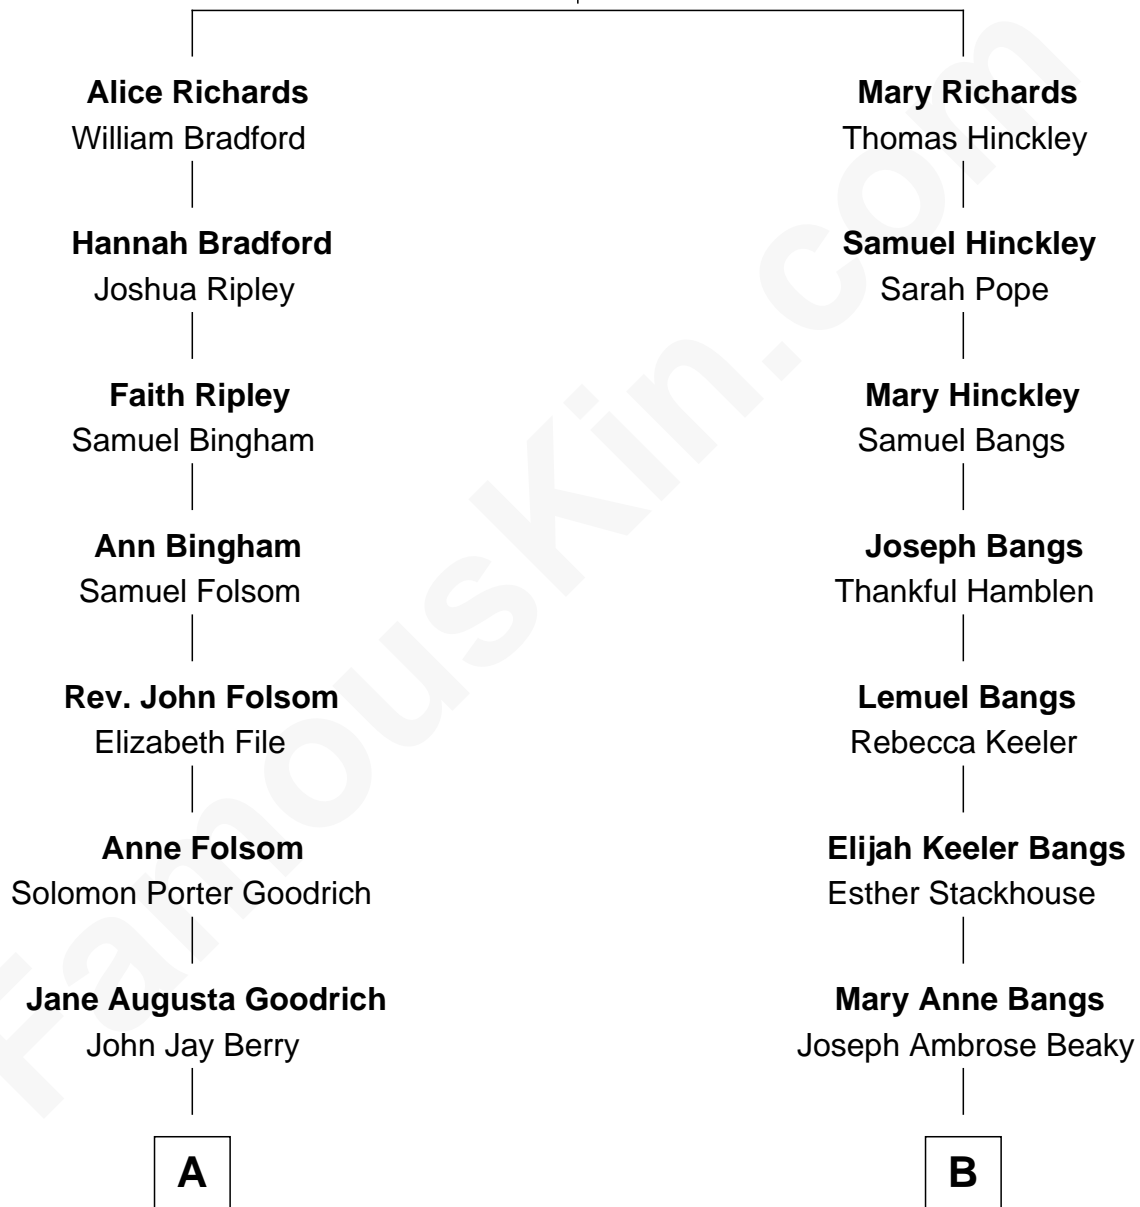 Alice Richards
William Bradford
Hannah Bradford
Joshua Ripley
Faith Ripley
Samuel Bingham
Ann Bingham
Samuel Folsom
Rev. John Folsom
Elizabeth File
Anne Folsom
Solomon Porter Goodrich
Jane Augusta Goodrich
John Jay Berry
A
Mary Richards
Thomas Hinckley
Samuel Hinckley
Sarah Pope
Mary Hinckley
Samuel Bangs
Joseph Bangs
Thankful Hamblen
Lemuel Bangs
Rebecca Keeler
Elijah Keeler Bangs
Esther Stackhouse
Mary Anne Bangs
Joseph Ambrose Beaky
B
FamousKin.com